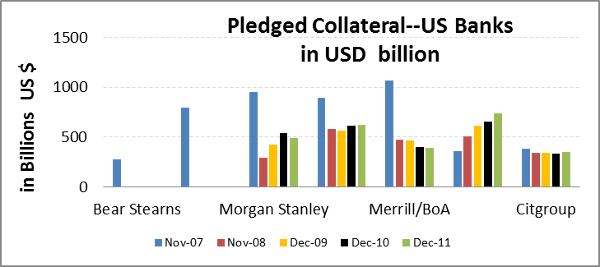 Pledged Collateral--US Banks
in USD billion
in Billions US $
1500
1000
500
0
Bear Stearns
Morgan Stanley
Merrill/BoA
Citgroup
Nov-07
Nov-08
Dec-09
Dec-10
Dec-11